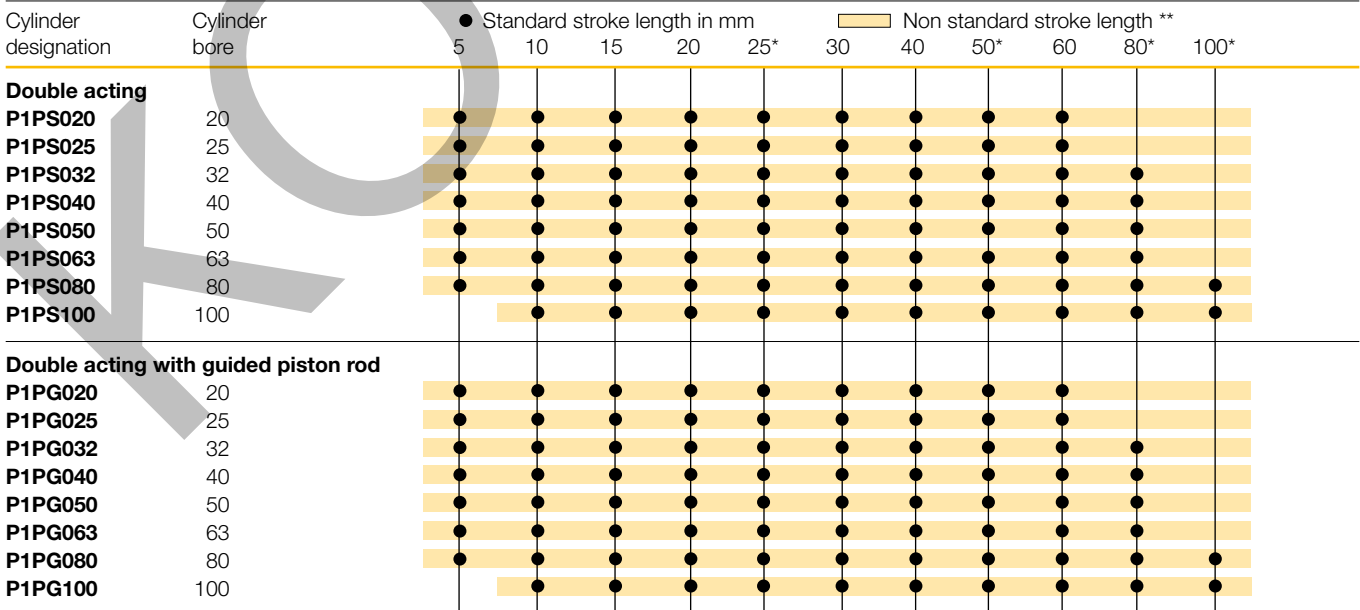 Cylinder Cylinder ● Standard stroke length in mm Non standard stroke length **
designation bore 5 10 15 20 25* 30 40 50* 60 80* 100*
Double acting
P1PS020 20
P1PS025 25
P1PS032 32
P1PS040 40
P1PS050 50
P1PS063 63
P1PS080 80
P1PS100 100
Double acting with guided piston rod
P1PG020 20
P1PG025 25
P1PG032 32
P1PG040 40
P1PG050 50
P1PG063 63
P1PG080 80
P1PG100 100
KO